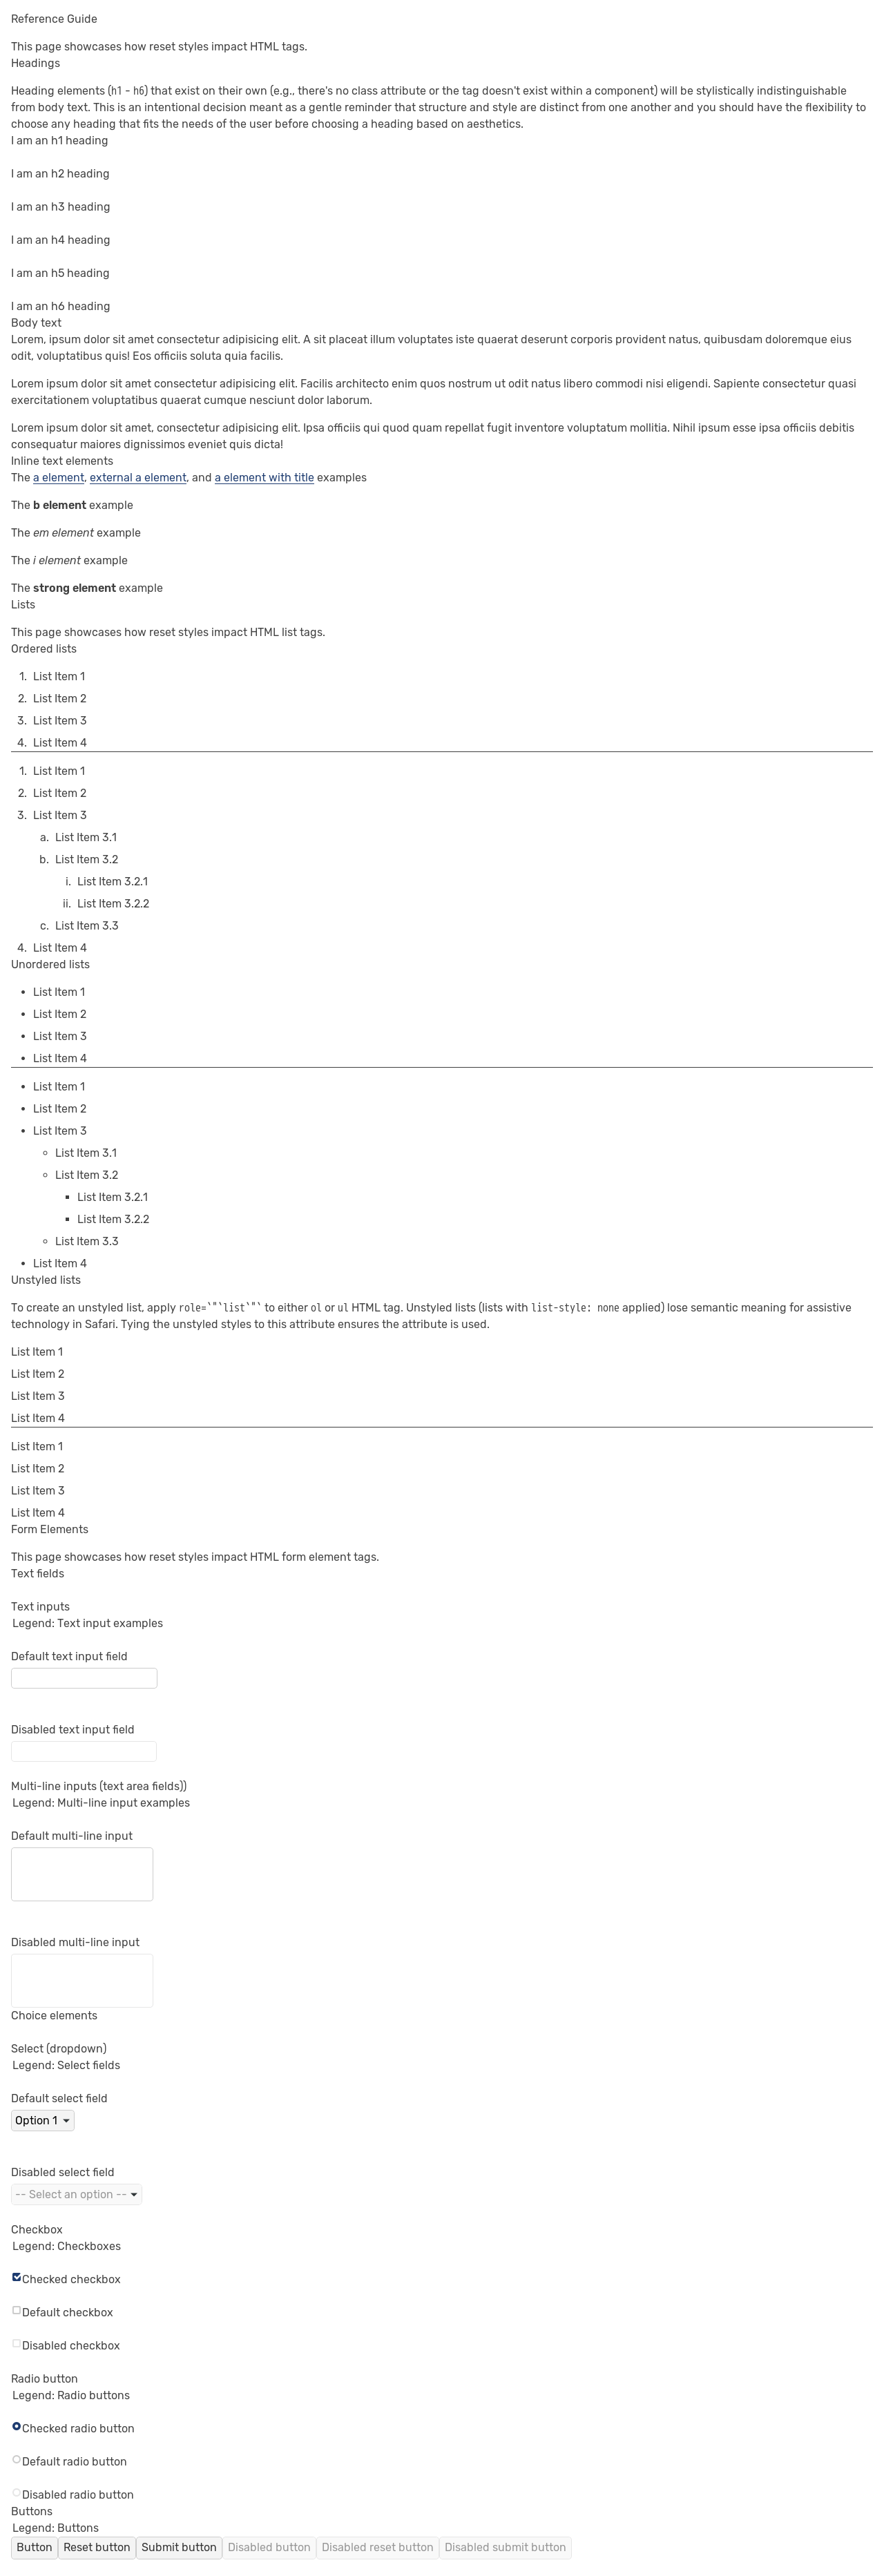 Reference Guide
This page showcases how reset styles impact HTML tags.
Headings
Heading elements (h1 - h6) that exist on their own (e.g., there's no class attribute or the tag doesn't exist within a component) will be stylistically indistinguishable
from body text. This is an intentional decision meant as a gentle reminder that structure and style are distinct from one another and you should have the flexibility to
choose any heading that fits the needs of the user before choosing a heading based on aesthetics.
I am an h1 heading
I am an h2 heading
I am an h3 heading
I am an h4 heading
I am an h5 heading
I am an h6 heading
Body text
Lorem, ipsum dolor sit amet consectetur adipisicing elit. A sit placeat illum voluptates iste quaerat deserunt corporis provident natus, quibusdam doloremque eius
odit, voluptatibus quis! Eos officiis soluta quia facilis.
Lorem ipsum dolor sit amet consectetur adipisicing elit. Facilis architecto enim quos nostrum ut odit natus libero commodi nisi eligendi. Sapiente consectetur quasi
exercitationem voluptatibus quaerat cumque nesciunt dolor laborum.
Lorem ipsum dolor sit amet, consectetur adipisicing elit. Ipsa officiis qui quod quam repellat fugit inventore voluptatum mollitia. Nihil ipsum esse ipsa officiis debitis
consequatur maiores dignissimos eveniet quis dicta!
Inline text elements
The a element, external a element, and a element with title examples
The b element example
The em element example
The i element example
The strong element example
Lists
This page showcases how reset styles impact HTML list tags.
Ordered lists
1. List Item 1
2. List Item 2
3. List Item 3
4. List Item 4
1. List Item 1
2. List Item 2
3. List Item 3
a. List Item 3.1
b. List Item 3.2
i. List Item 3.2.1
ii. List Item 3.2.2
c. List Item 3.3
4. List Item 4
Unordered lists
• List Item 1
• List Item 2
• List Item 3
• List Item 4
• List Item 1
• List Item 2
• List Item 3
◦ List Item 3.1
◦ List Item 3.2
▪ List Item 3.2.1
▪ List Item 3.2.2
◦ List Item 3.3
• List Item 4
Unstyled lists
To create an unstyled list, apply role=`"`list`"` to either ol or ul HTML tag. Unstyled lists (lists with list-style: none applied) lose semantic meaning for assistive
technology in Safari. Tying the unstyled styles to this attribute ensures the attribute is used.
List Item 1
List Item 2
List Item 3
List Item 4
List Item 1
List Item 2
List Item 3
List Item 4
Form Elements
This page showcases how reset styles impact HTML form element tags.
Text fields
Text inputs
Legend: Text input examples
Default text input field
Disabled text input field
Multi-line inputs (text area fields))
Legend: Multi-line input examples
Default multi-line input
Disabled multi-line input
Choice elements
Select (dropdown)
Legend: Select fields
Default select field
Option 1
Disabled select field
-- Select an option --
Checkbox
Legend: Checkboxes
Checked checkbox
Default checkbox
Disabled checkbox
Radio button
Legend: Radio buttons
Checked radio button
Default radio button
Disabled radio button
Buttons
Legend: Buttons
Button Reset button Submit button Disabled button Disabled reset button Disabled submit button